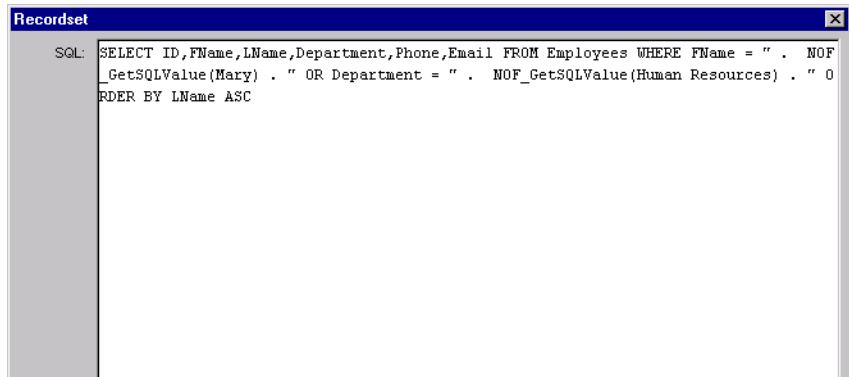 Recordset
SQL: SELECT ID,FName,LName,Department,Phone,Email FROM Employees WHERE FName = " .  NOF
_GetSQLValue(Mary) . " OR Department = " .  NOF_GetSQLValue(Human Resources) . " O
RDER BY LName ASC